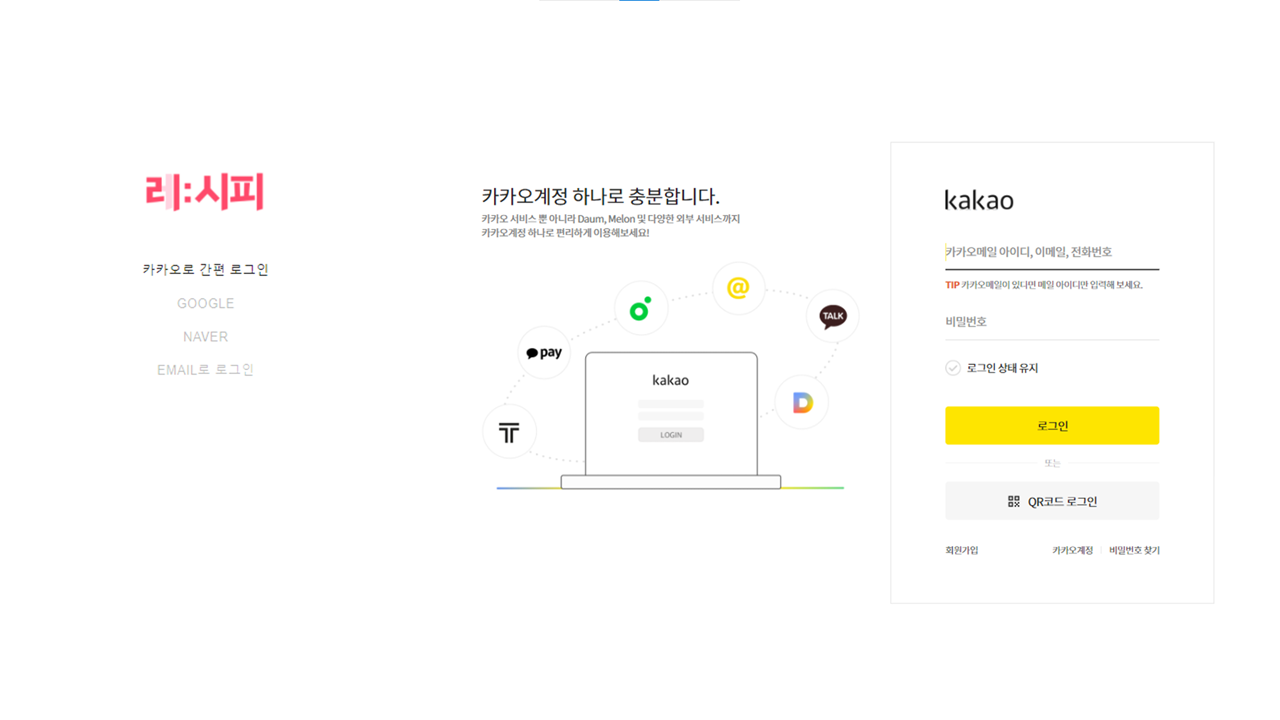 레:시피
카카오로 간편 로그인
GOOGLE
NAVER
EMAIL로 로그인
카카오계정 하나로 충분합니다.
카카오 서비스 뿐 아니라 Daum, Melon 및 다양한 외부 서비스까지
카카오계정 하나로 편리하게 이용해보세요!
@
TALK
pay
kakao
LOGIN
D
T
kakao
카카오메일 아이디, 이메일, 전화번호
TIP 카카오메일이 있다면 메일 아이디만 입력해 보세요.
비밀번호
로그인 상태 유지
로그인
또는
QR코드 로그인
회원가입 카카오계정 | 비밀번호 찾기